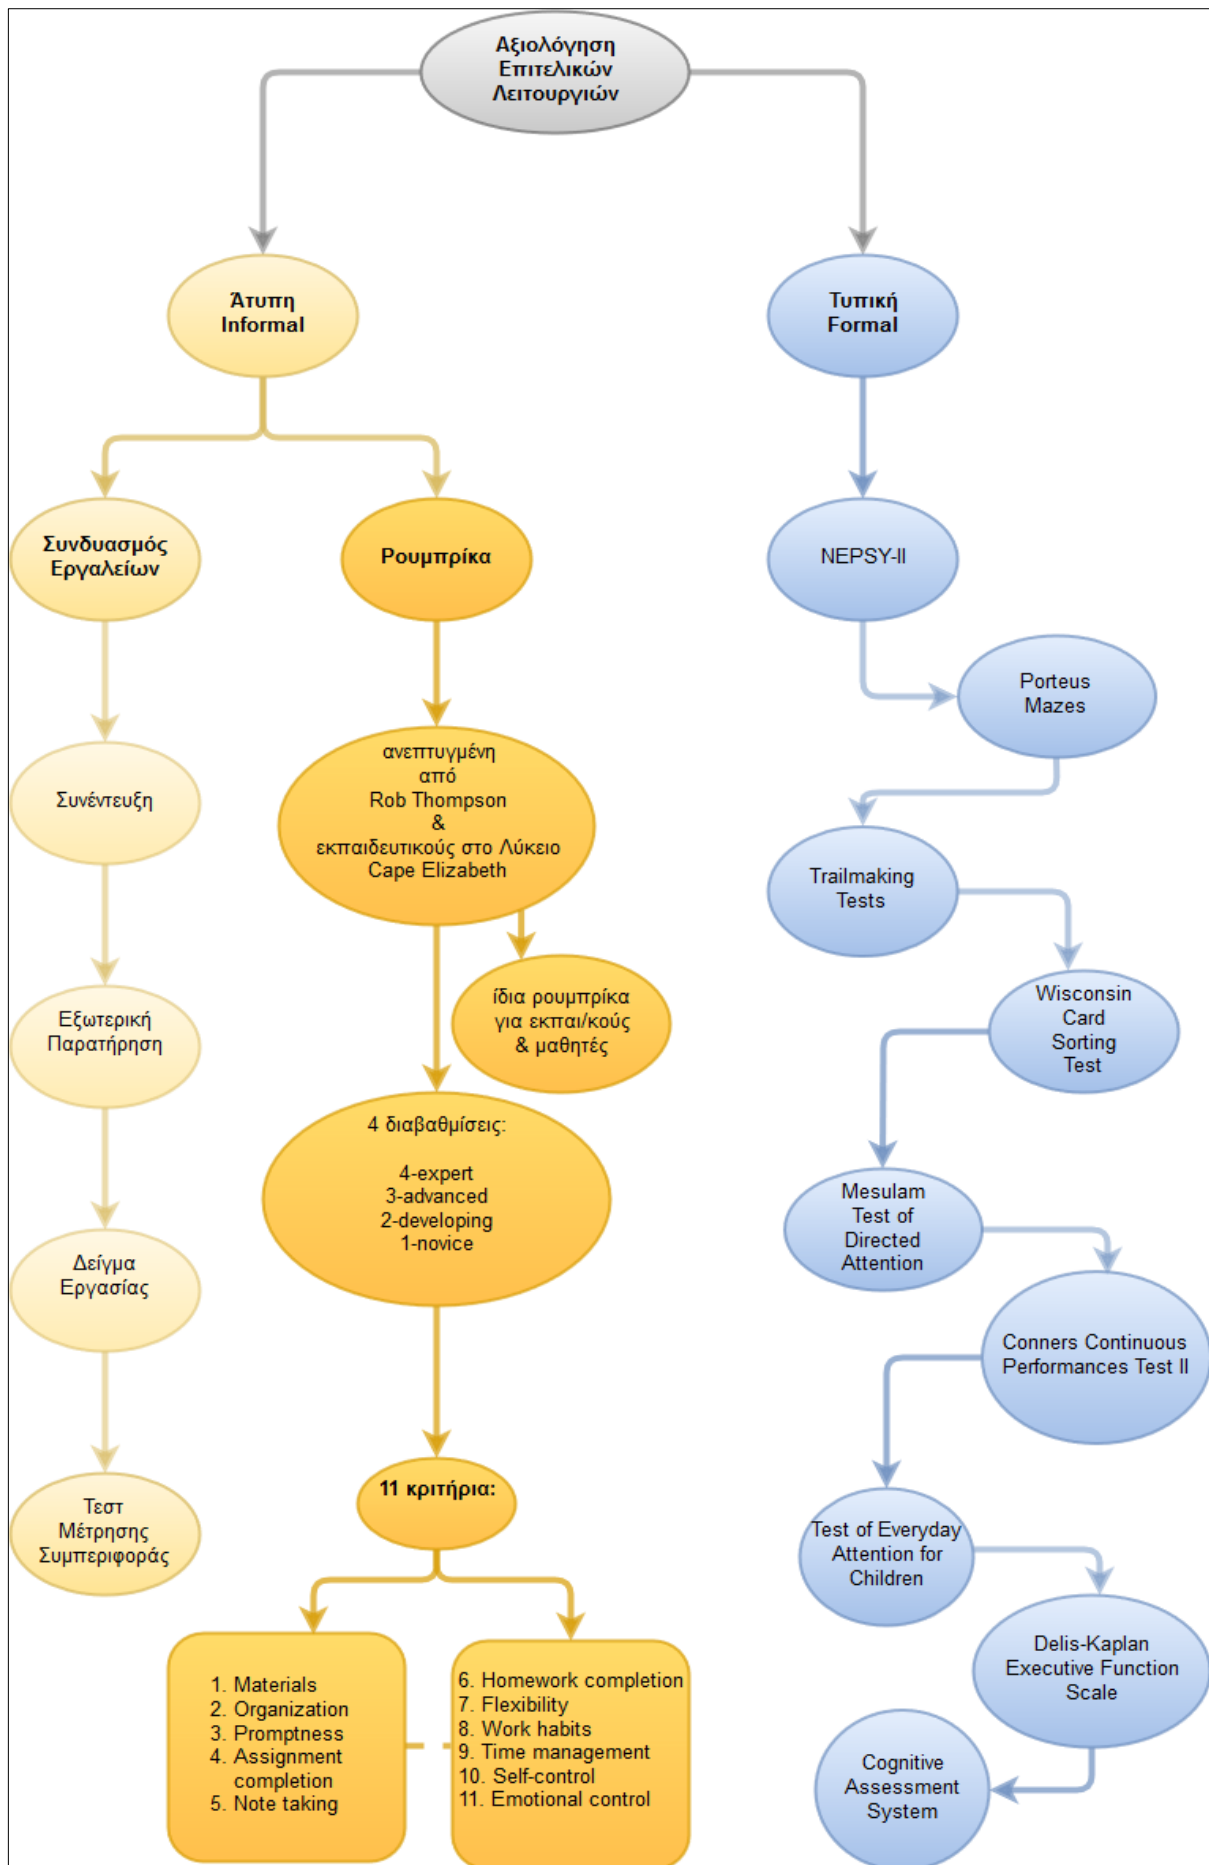 Αξιολόγηση
Επιτελικών
Λειτουργιών
Άτυπη
Informal
Τυπική
Formal
Συνδυασμός
Εργαλείων
Ρουμπρίκα
NEPSY-II
Porteus
Mazes
Συνέντευξη
ανεπτυγμένη
από
Rob Thompson
&
εκπαιδευτικούς στο Λύκειο
Cape Elizabeth
Trailmaking
Tests
Εξωτερική
Παρατήρηση
ίδια ρουμπρίκα
για εκπαι/κούς
& μαθητές
Wisconsin
Card
Sorting
Test
4 διαβαθμίσεις:
4-expert
3-advanced
2-developing
1-novice
Mesulam
Test of
Directed
Attention
Δείγμα
Εργασίας
Conners Continuous
Performances Test II
Τεστ
Μέτρησης
Συμπεριφοράς
11 κριτήρια:
Test of Everyday
Attention for
Children
1. Materials
2. Organization
3. Promptness
4. Assignment
completion
5. Note taking
6. Homework completion
7. Flexibility
8. Work habits
9. Time management
10. Self-control
11. Emotional control
Delis-Kaplan
Executive Function
Scale
Cognitive
Assessment
System